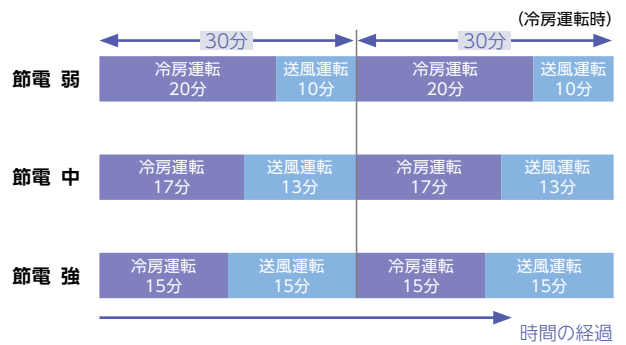 (冷房運転時)
30分 30分
節電 弱 冷房運転 送風運転 冷房運転 送風運転
20分 10分 20分 10分
節電 中 冷房運転 送風運転 冷房運転 送風運転
17分 13分 17分 13分
節電 強 冷房運転 送風運転 冷房運転 送風運転
15分 15分 15分 15分
時間の経過